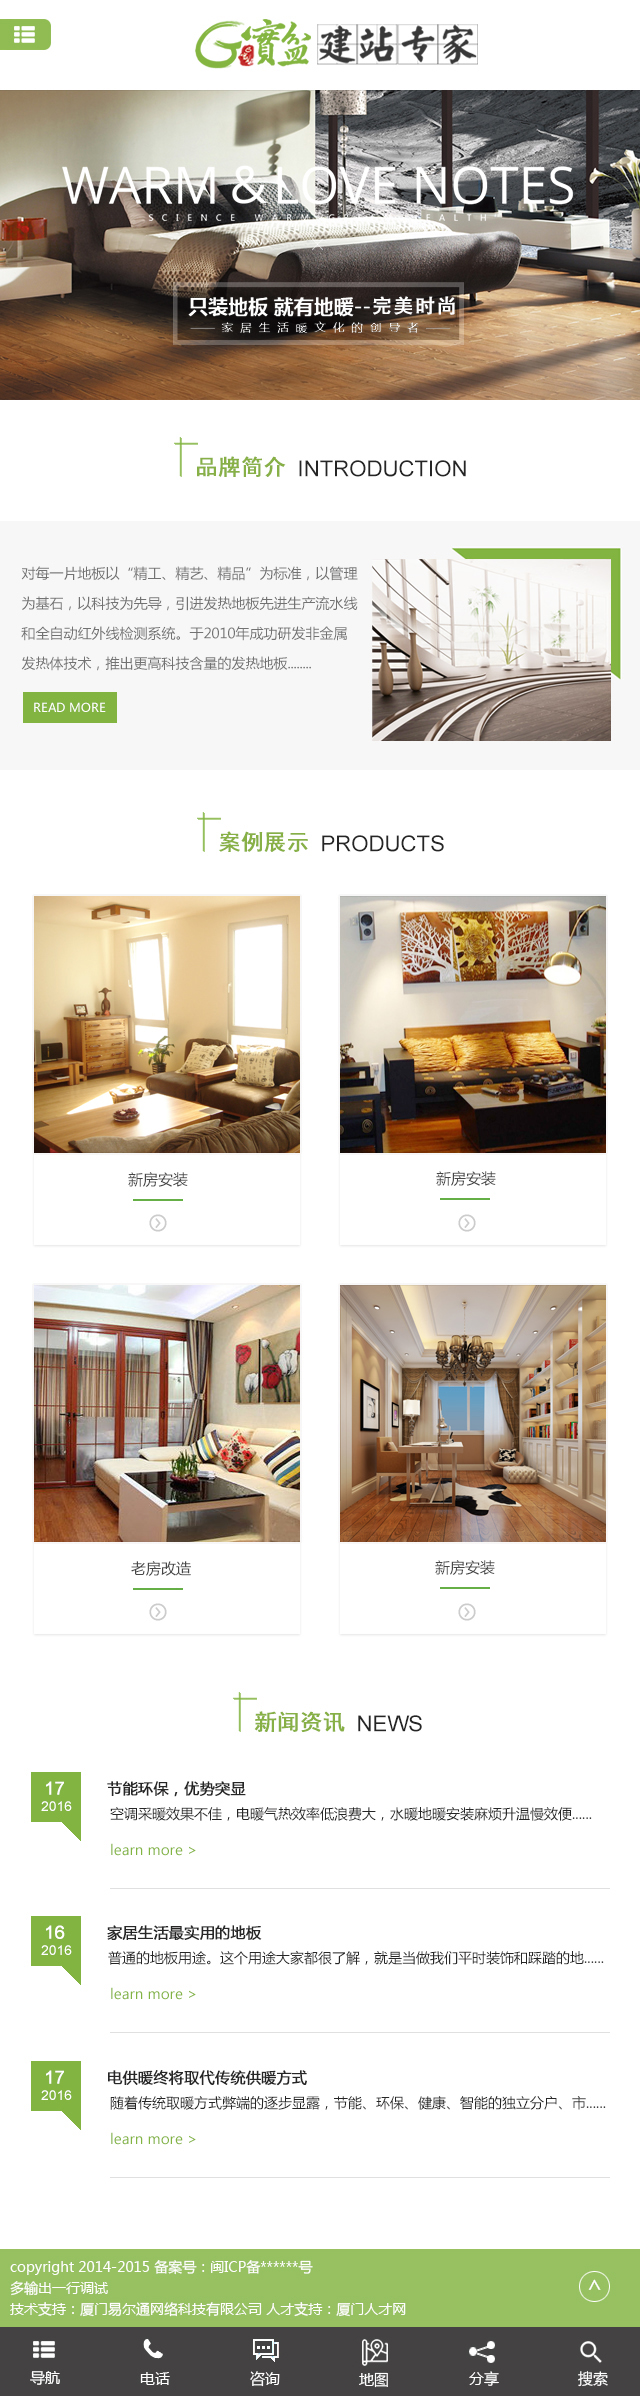 G寶盆 建站专家
WARM & LOVE NOTES
只装地板 就有地暖--完美时尚
家居生活暖文化的创导者
品牌简介 INTRODUCTION
对每一片地板以“精工、精艺、精品”为标准，以管理
为基石，以科技为先导，引进发热地板先进生产流水线
和全自动红外线检测系统。于2010年成功研发非金属
发热体技术，推出更高科技含量的发热地板........
READ MORE
案例展示 PRODUCTS
新房安装
新房安装
老房改造
新房安装
新闻资讯 NEWS
17
2016
节能环保，优势突显
空调采暖效果不佳，电暖气热效率低浪费大，水暖地暖安装麻烦升温慢效便......
learn more >
16
2016
家居生活最实用的地板
普通的地板用途。这个用途大家都很了解，就是当做我们平时装饰和踩踏的地......
learn more >
17
2016
电供暖终将取代传统供暖方式
随着传统取暖方式弊端的逐步显露，节能、环保、健康、智能的独立分户、市......
learn more >
copyright 2014-2015 备案号：闽ICP备******号
多输出一行调试
技术支持：厦门易尔通网络科技有限公司 人才支持：厦门人才网
导航 电话 咨询 地图 分享 搜索